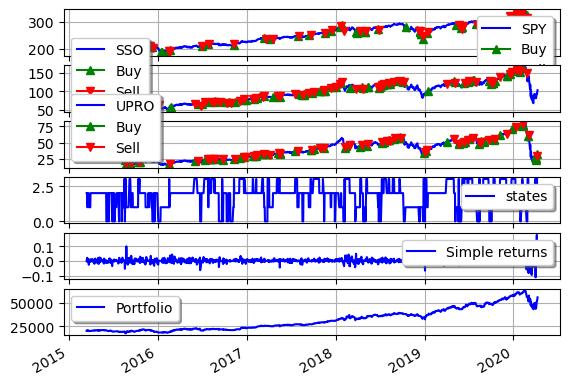 300
200
SPY
Buy
SSO
Buy
Sell
150
100
50
UPRO
Buy
Sell
75
50
25
2.5
0.0
states
0.1
0.0
−0.1
Simple returns
50000
25000
Portfolio
2015
2016
2017
2018
2019
2020